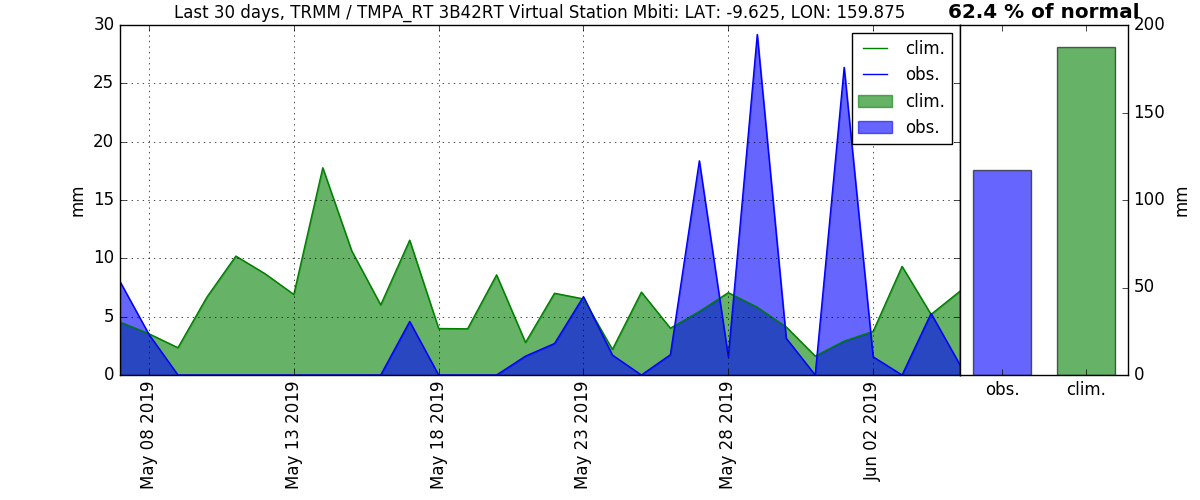 Last 30 days, TRMM / TMPA_RT 3B42RT Virtual Station Mbiti: LAT: -9.625, LON: 159.875
62.4 % of normal
30
25
20
15
10
5
0
mm
clim.
obs.
clim.
obs.
200
150
100
50
0
mm
obs.
clim.
May 08 2019
May 13 2019
May 18 2019
May 23 2019
May 28 2019
Jun 02 2019